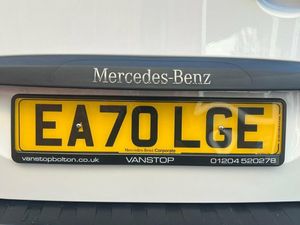 Mercedes-Benz
EA70 LGE
Mercedes-Benz Corporate
vanstopbolton.co.uk VANSTOP 01204 520278